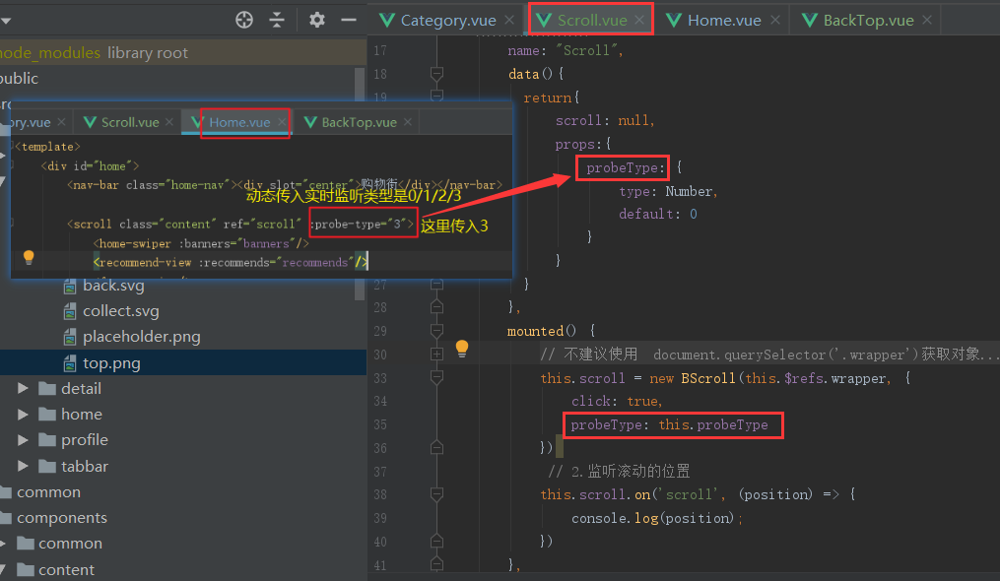 Category.vue
Scroll.vue
Home.vue
BackTop.vue
node_modules library root
public
ory.vue
Scroll.vue
Home.vue
BackTop.vue
<template>
<div id="home">
<nav-bar class="home-nav"><div slot="center">购物街</div></nav-bar>
动态传入实时监听类型是0/1/2/3
<scroll class="content" ref="scroll" :probe-type="3">
这里传入3
<home-swiper :banners="banners"/>
<recommend-view :recommends="recommends"/>
back.svg
collect.svg
placeholder.png
top.png
detail
home
profile
tabbar
common
components
common
content
17 name: "Scroll",
18 data(){
19 return{
scroll: null,
props:{
probeType: {
type: Number,
default: 0
}
}
27 }
28 },
29 mounted() {
30 // 不建议使用 document.querySelector('.wrapper')获取对象...
33 this.scroll = new BScroll(this.$refs.wrapper, {
34 click: true,
35 probeType: this.probeType
36 })
37 // 2.监听滚动的位置
38 this.scroll.on('scroll', (position) => {
39 console.log(position);
40 })
41 },